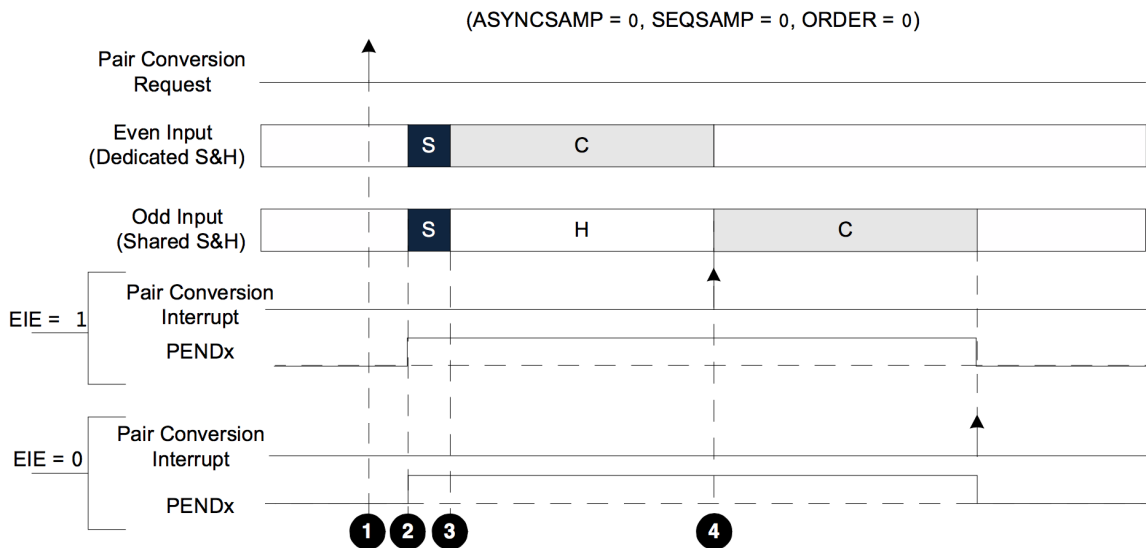 (ASYNCSAMP = 0, SEQSAMP = 0, ORDER = 0)
Pair Conversion
Request
Even Input
(Dedicated S&H)
S
C
Odd Input
(Shared S&H)
S
H
C
EIE = 1
Pair Conversion
Interrupt
PENDx
EIE = 0
Pair Conversion
Interrupt
PENDx
1
2
3
4